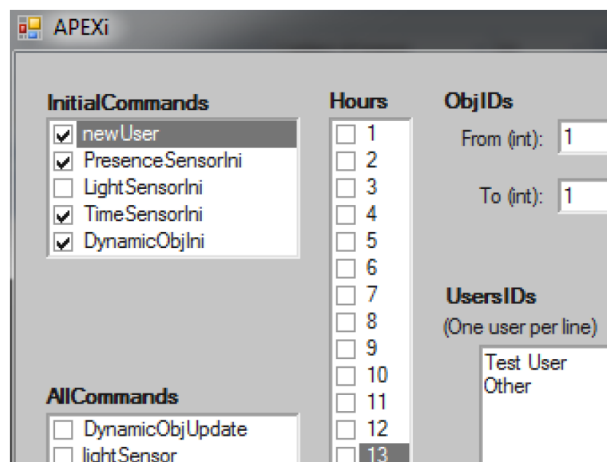 APEXi
InitialCommands
newUser
PresenceSensorIni
LightSensorIni
TimeSensorIni
DynamicObjIni
AllCommands
DynamicObjUpdate
lightSensor
Hours
1
2
3
4
5
6
7
8
9
10
11
12
13
ObjIDs
From (int): 1
To (int): 1
UsersIDs
(One user per line)
Test User
Other